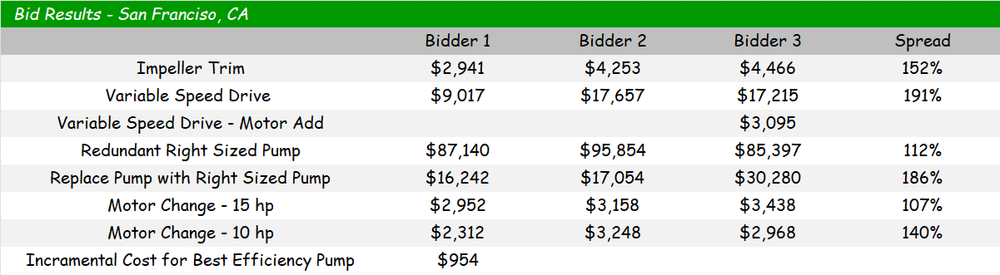 Bid Results - San Franciso, CA
Bidder 1 Bidder 2 Bidder 3 Spread
Impeller Trim $2,941 $4,253 $4,466 152%
Variable Speed Drive $9,017 $17,657 $17,215 191%
Variable Speed Drive - Motor Add $3,095
Redundant Right Sized Pump $87,140 $95,854 $85,397 112%
Replace Pump with Right Sized Pump $16,242 $17,054 $30,280 186%
Motor Change - 15 hp $2,952 $3,158 $3,438 107%
Motor Change - 10 hp $2,312 $3,248 $2,968 140%
Incramental Cost for Best Efficiency Pump $954